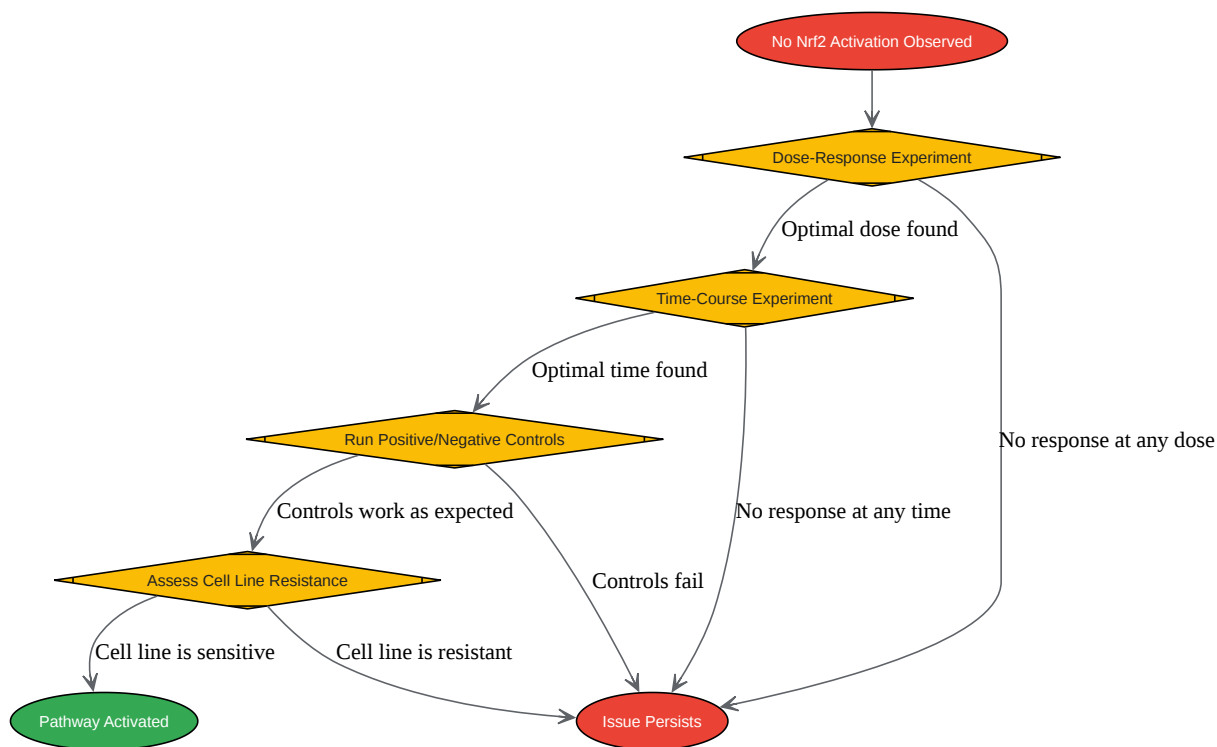 No Nrf2 Activation Observed
Dose-Response Experiment
Optimal dose found
Time-Course Experiment
Optimal time found
Run Positive/Negative Controls
No response at any dose
Controls work as expected
No response at any time
Assess Cell Line Resistance
Controls fail
Cell line is sensitive
Cell line is resistant
Pathway Activated
Issue Persists